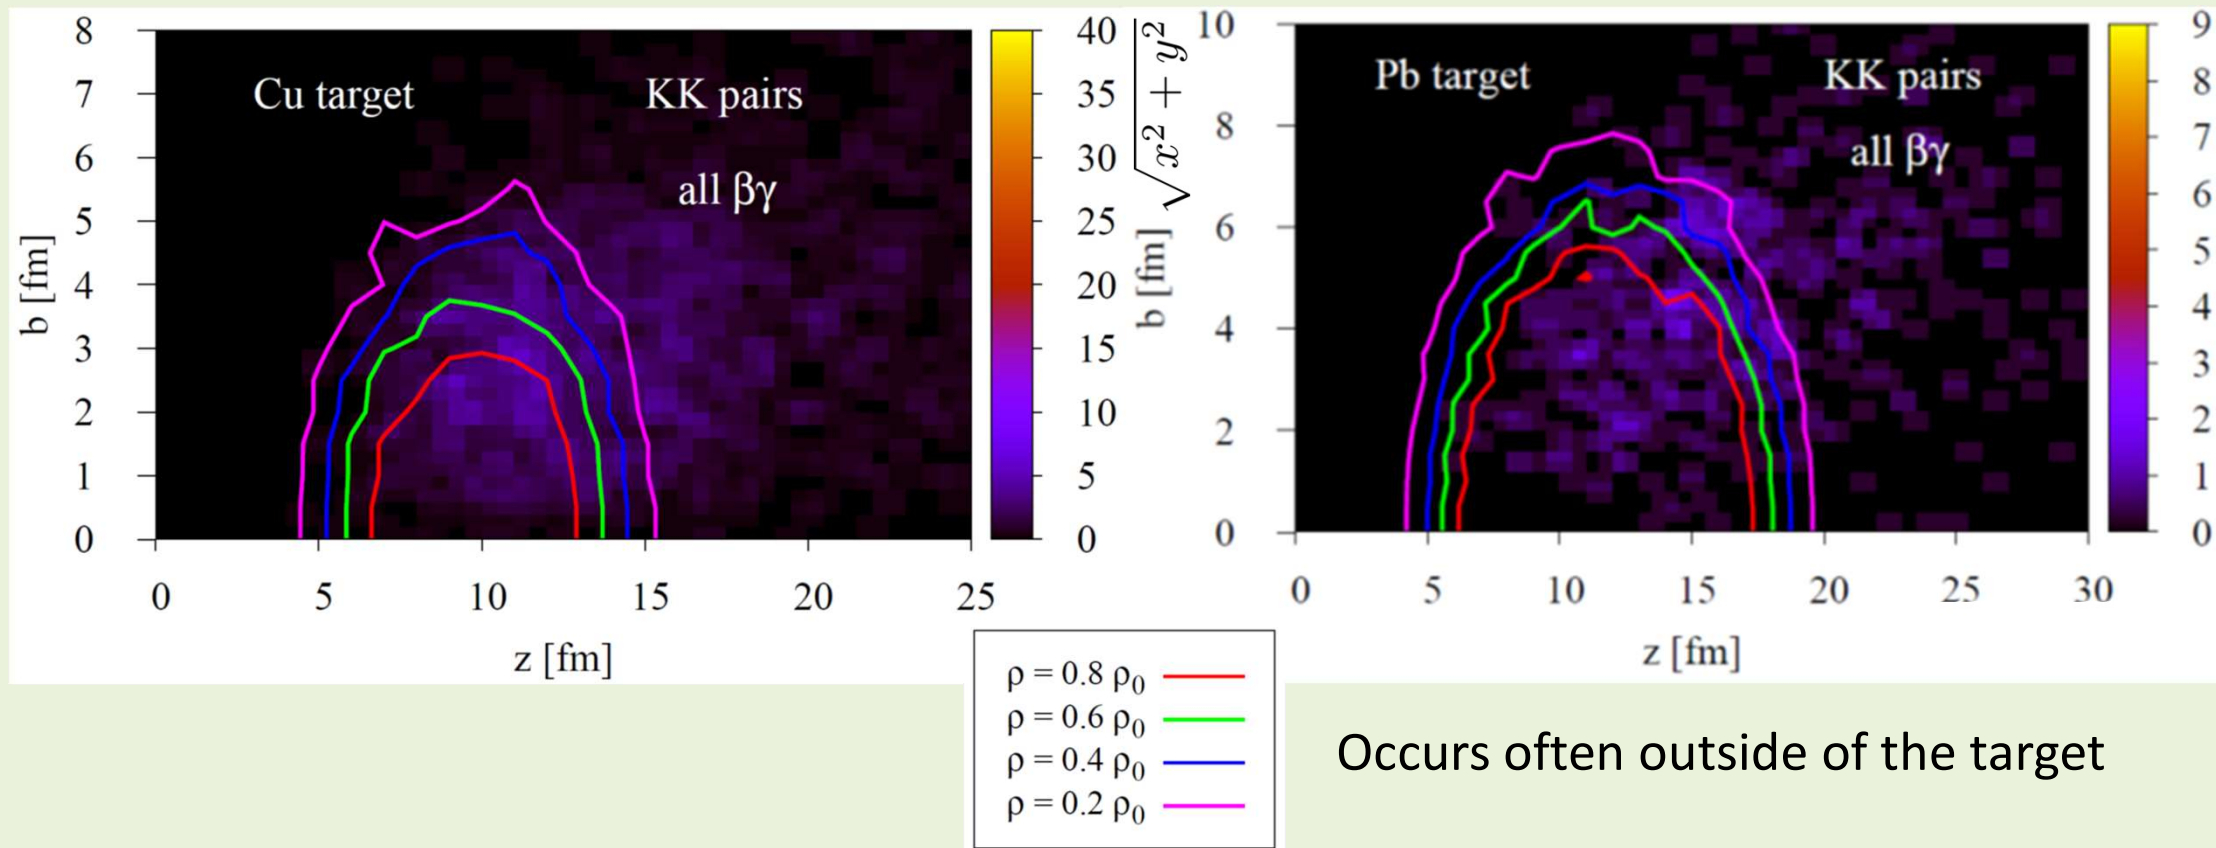 Cu target
KK pairs
all βγ
8
7
6
5
4
3
2
1
0
b [fm]
0 5 10 15 20 25
z [fm]
40
35
30
25
20
15
10
5
0
√x² + y²
b [fm]
Pb target
KK pairs
all βγ
10
8
6
4
2
0
0 5 10 15 20 25 30
z [fm]
9
8
7
6
5
4
3
2
1
0
ρ = 0.8 ρ₀
ρ = 0.6 ρ₀
ρ = 0.4 ρ₀
ρ = 0.2 ρ₀
Occurs often outside of the target